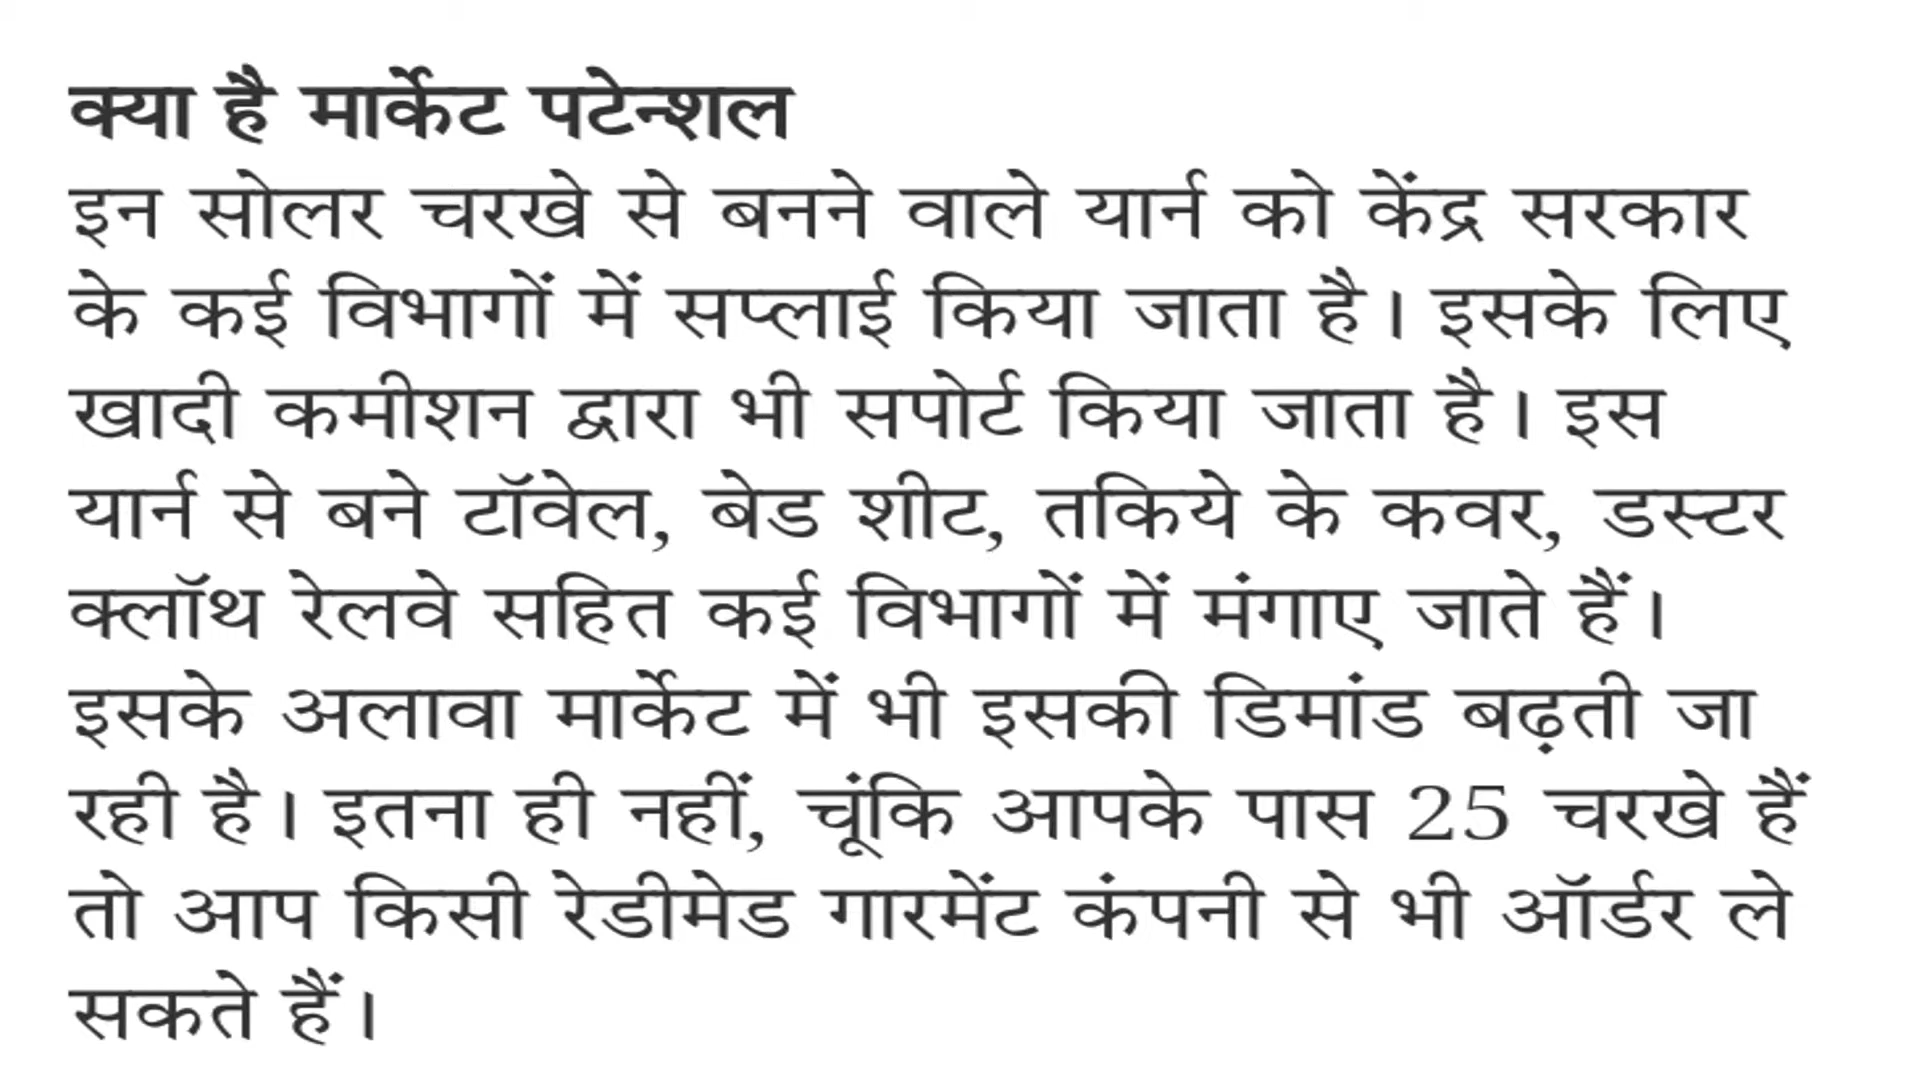 क्या है मार्केट पटेन्शल
इन सोलर चरखे से बनने वाले यार्न को केंद्र सरकार
के कई विभागों में सप्लाई किया जाता है। इसके लिए
खादी कमीशन द्वारा भी सपोर्ट किया जाता है। इस
यार्न से बने टॉवेल, बेड शीट, तकिये के कवर, डस्टर
क्लॉथ रेलवे सहित कई विभागों में मंगाए जाते हैं।
इसके अलावा मार्केट में भी इसकी डिमांड बढ़ती जा
रही है। इतना ही नहीं, चूंकि आपके पास 25 चरखे हैं
तो आप किसी रेडीमेड गारमेंट कंपनी से भी ऑर्डर ले
सकते हैं।